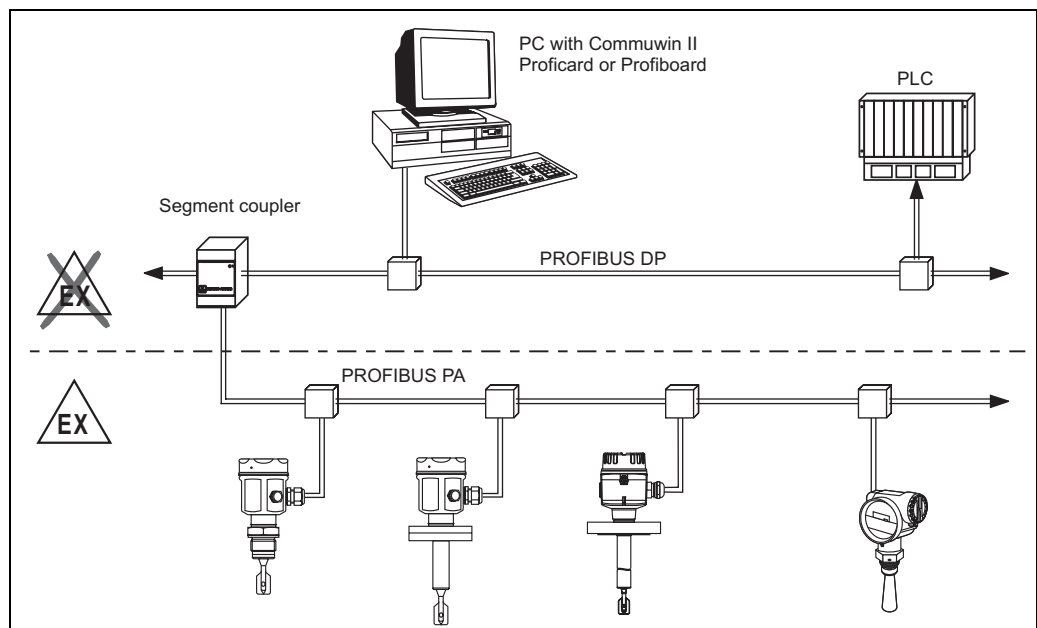 PC with Commuwin II
Proficard or Profiboard
PLC
Segment coupler
PROFIBUS DP
EX
PROFIBUS PA
EX